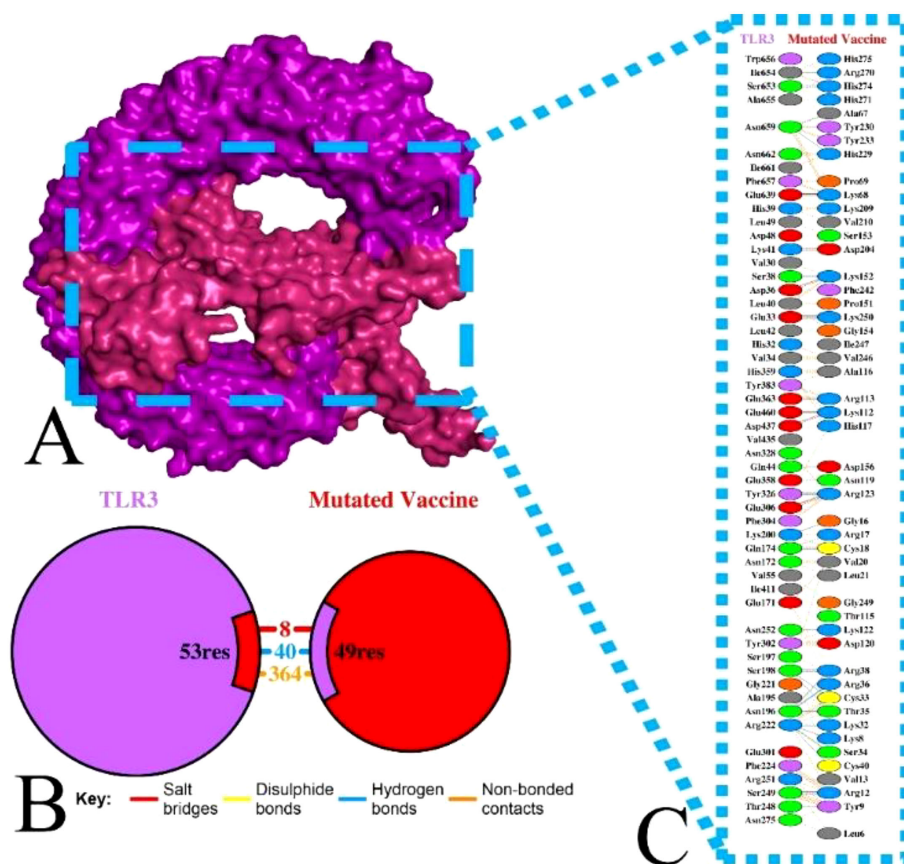 A
TLR3 Mutated Vaccine
53res 8 49res
40
364
B
Key: Salt bridges Disulphide bonds Hydrogen bonds Non-bonded contacts
C
TLR3 Mutated Vaccine
Trp656 His275
Ile654 Arg270
Ser653 His274
Ala655 His271
Ala67
Asn659 Tyr230
Tyr233
Asn662 His229
Ile661
Phe657 Pro69
Glu639 Lys68
His39 Lys209
Leu49 Val210
Asp48 Ser153
Lys41 Asp204
Val30
Ser38 Lys152
Asp36 Phe242
Leu40 Pro151
Glu33 Lys250
Leu42 Gly154
His32 Ile247
Val34 Val246
His359 Ala116
Tyr383
Glu363 Arg113
Glu460 Lys112
Asp437 His117
Val435
Asn328
Gln44 Asp156
Glu358 Asn119
Tyr326 Arg123
Glu306
Phe304 Gly16
Lys200 Arg17
Gln174 Cys18
Asn172 Val20
Val55 Leu21
Ile411
Glu171 Gly249
Thr115
Asn252 Lys122
Tyr302 Asp120
Ser197
Ser198 Arg38
Gly221 Arg36
Ala195 Cys33
Asn196 Thr35
Arg222 Lys32
Lys8
Glu301 Ser34
Phe224 Cys40
Arg251 Val13
Ser249 Arg12
Thr248 Tyr9
Asn275
Leu6